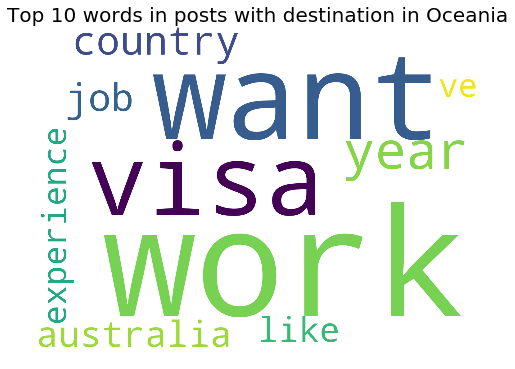 Top 10 words in posts with destination in Oceania
country
want
job
ve
year
visa
experience
work
australia
like